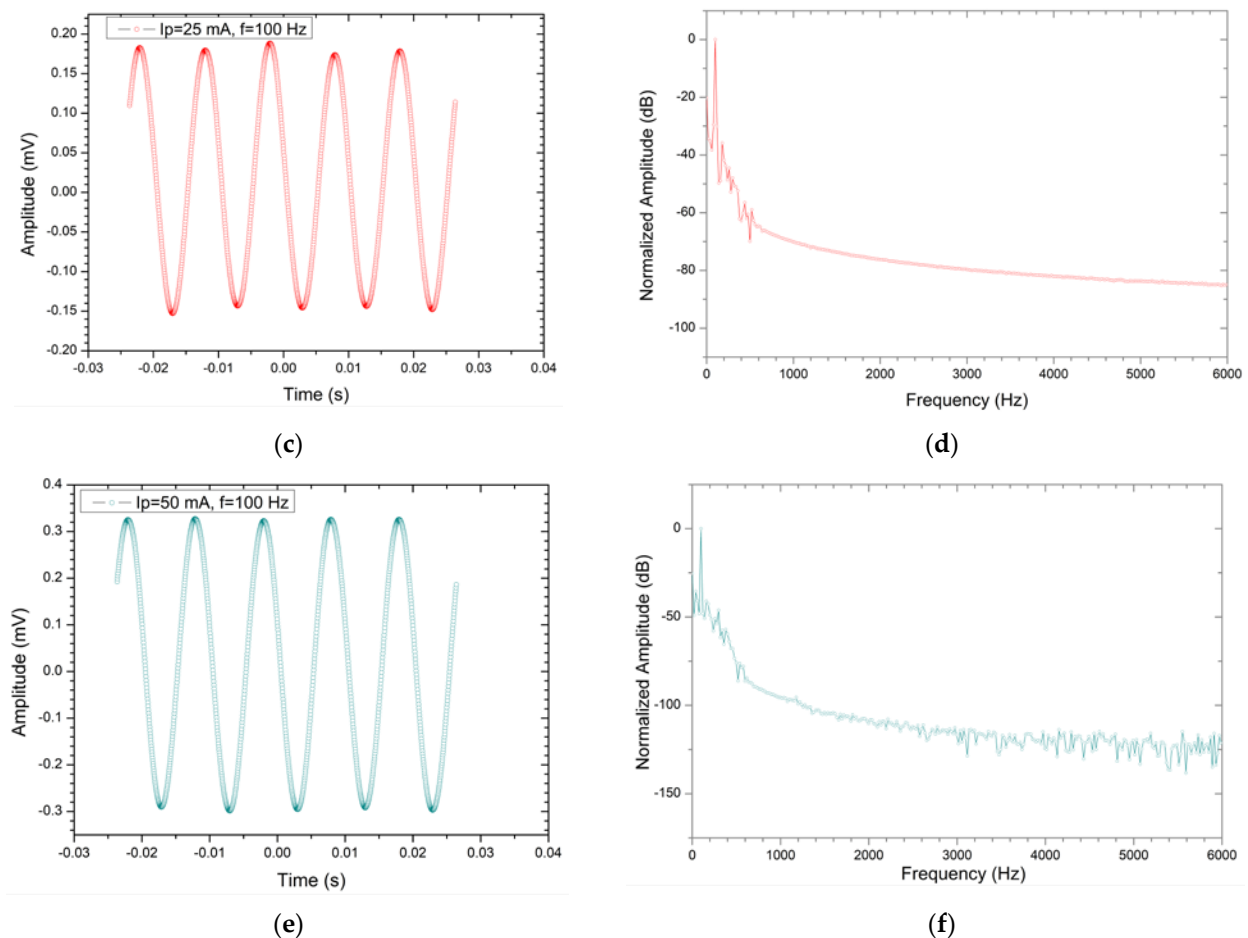 Ip=25 mA, f=100 Hz
0.20
0.15
0.10
0.05
0.00
-0.05
-0.10
-0.15
-0.20
Amplitude (mV)
-0.03 -0.02 -0.01 0.00 0.01 0.02 0.03 0.04
Time (s)
(c)
0
-20
-40
-60
-80
-100
Normalized Amplitude (dB)
0 1000 2000 3000 4000 5000 6000
Frequency (Hz)
(d)
Ip=50 mA, f=100 Hz
0.4
0.3
0.2
0.1
0.0
-0.1
-0.2
-0.3
Amplitude (mV)
-0.03 -0.02 -0.01 0.00 0.01 0.02 0.03 0.04
Time (s)
(e)
0
-50
-100
-150
Normalized Amplitude (dB)
0 1000 2000 3000 4000 5000 6000
Frequency (Hz)
(f)